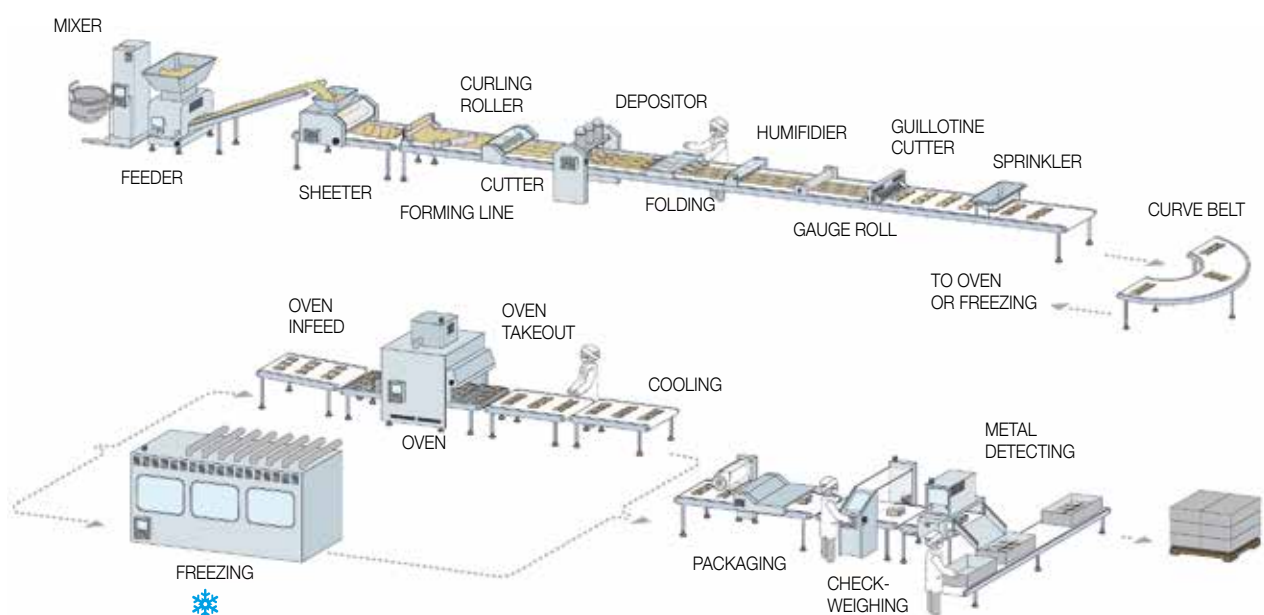 MIXER
FEEDER
SHEETER
CURLING
ROLLER
FORMING LINE
CUTTER
DEPOSITOR
FOLDING
HUMIFIDIER
GAUGE ROLL
GUILLOTINE
CUTTER
SPRINKLER
CURVE BELT
TO OVEN
OR FREEZING
OVEN
INFEED
OVEN
OVEN
TAKEOUT
COOLING
FREEZING
PACKAGING
CHECK-
WEIGHING
METAL
DETECTING